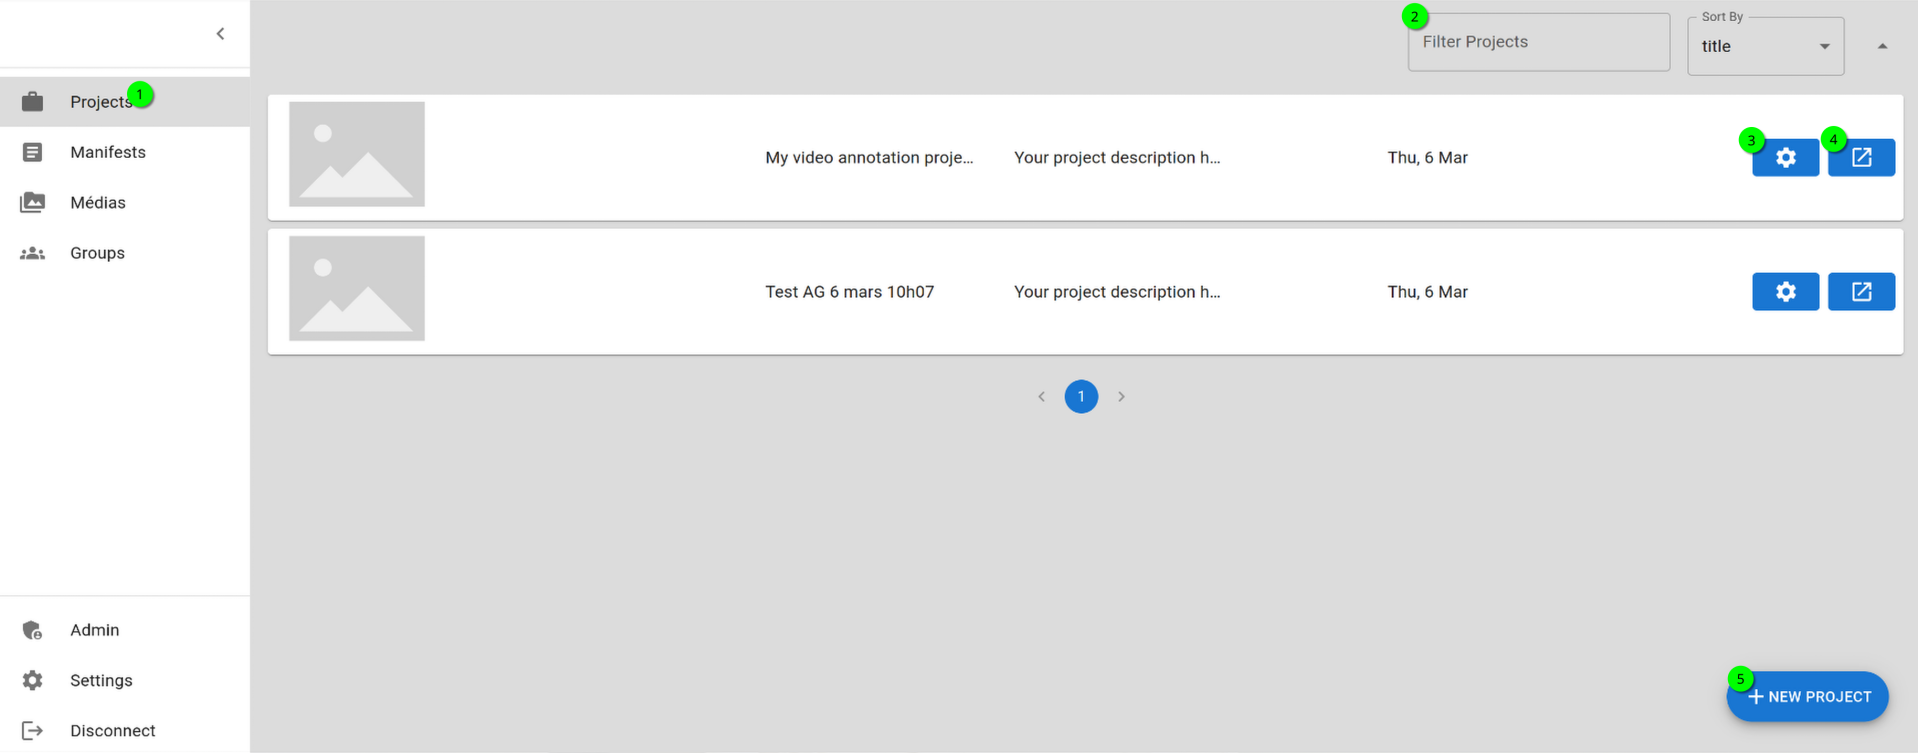 2
Filter Projects
Sort By
title
Projects 1
Manifests
Médias
Groups
My video annotation proje... Your project description h... Thu, 6 Mar 3 4
Test AG 6 mars 10h07 Your project description h... Thu, 6 Mar
1
Admin
Settings
Disconnect
5
NEW PROJECT